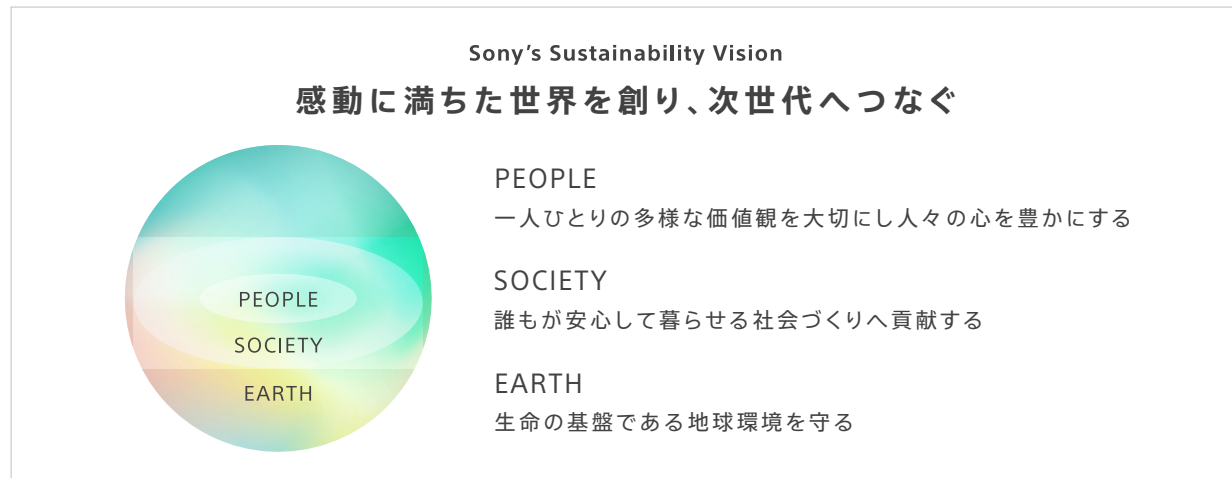 Sony's Sustainability Vision
感動に満ちた世界を創り、次世代へつなぐ
PEOPLE
SOCIETY
EARTH
PEOPLE
一人ひとりの多様な価値観を大切にし人々の心を豊かにする
SOCIETY
誰もが安心して暮らせる社会づくりへ貢献する
EARTH
生命の基盤である地球環境を守る